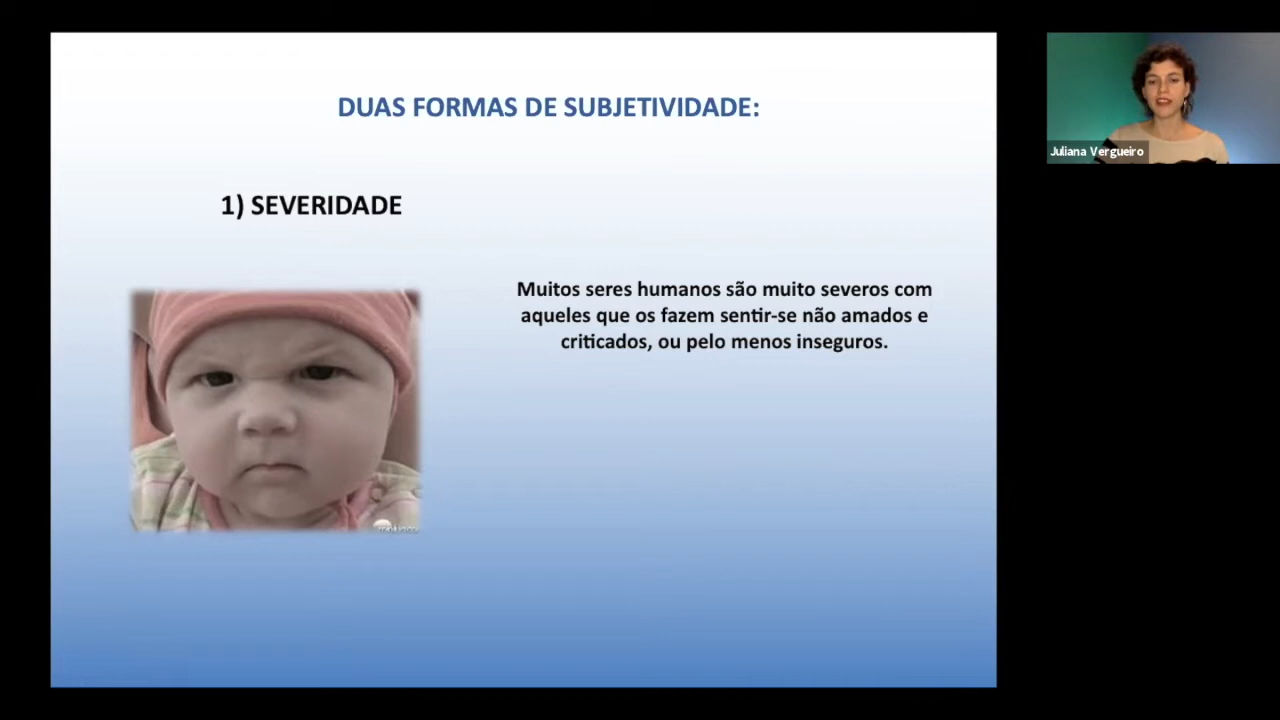 DUAS FORMAS DE SUBJETIVIDADE:
1) SEVERIDADE
Muitos seres humanos são muito severos com
aqueles que os fazem sentir-se não amados e
criticados, ou pelo menos inseguros.
Juliana Vergueiro